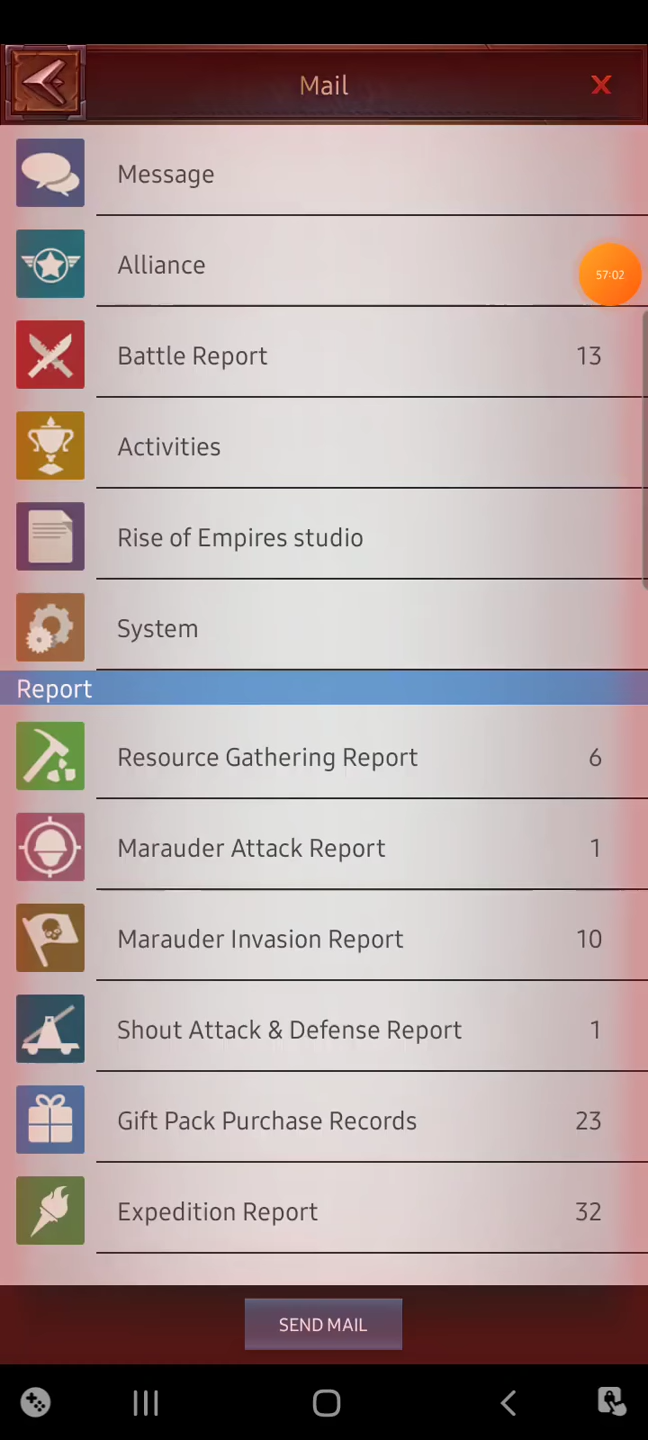 Mail
X
Message
Alliance
57:02
Battle Report 13
Activities
Rise of Empires studio
System
Report
Resource Gathering Report 6
Marauder Attack Report 1
Marauder Invasion Report 10
Shout Attack & Defense Report 1
Gift Pack Purchase Records 23
Expedition Report 32
SEND MAIL